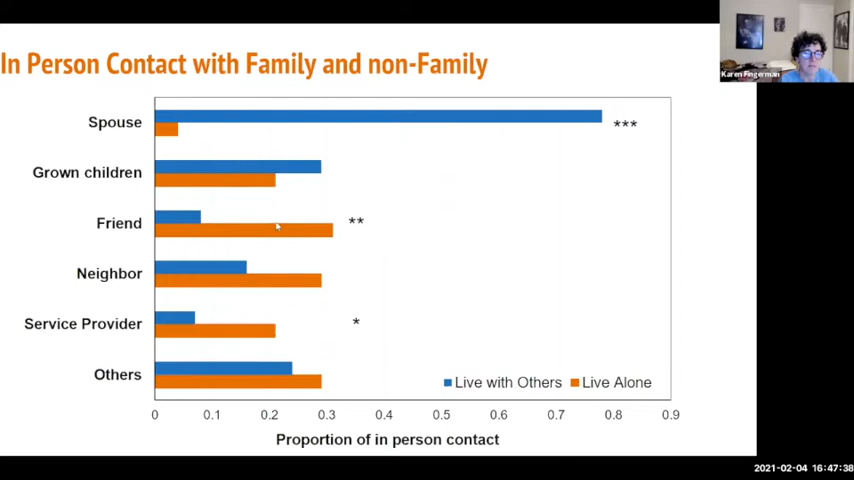 In Person Contact with Family and non-Family
Karen Fingerman
Spouse
***
Grown children
Friend
**
Neighbor
Service Provider
*
Others
Live with Others
Live Alone
0 0.1 0.2 0.3 0.4 0.5 0.6 0.7 0.8 0.9
Proportion of in person contact
2021-02-04 16:47:38